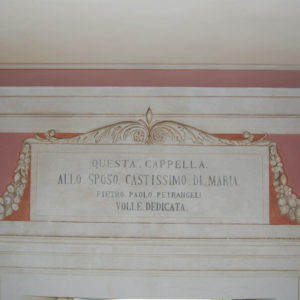 QUESTA. CAPPELLA.
ALLO. SPOSO. CASTISSIMO. DI. MARIA
PIETRO. PAOLO. PETRANGELI
VOLLE. DEDICATA.